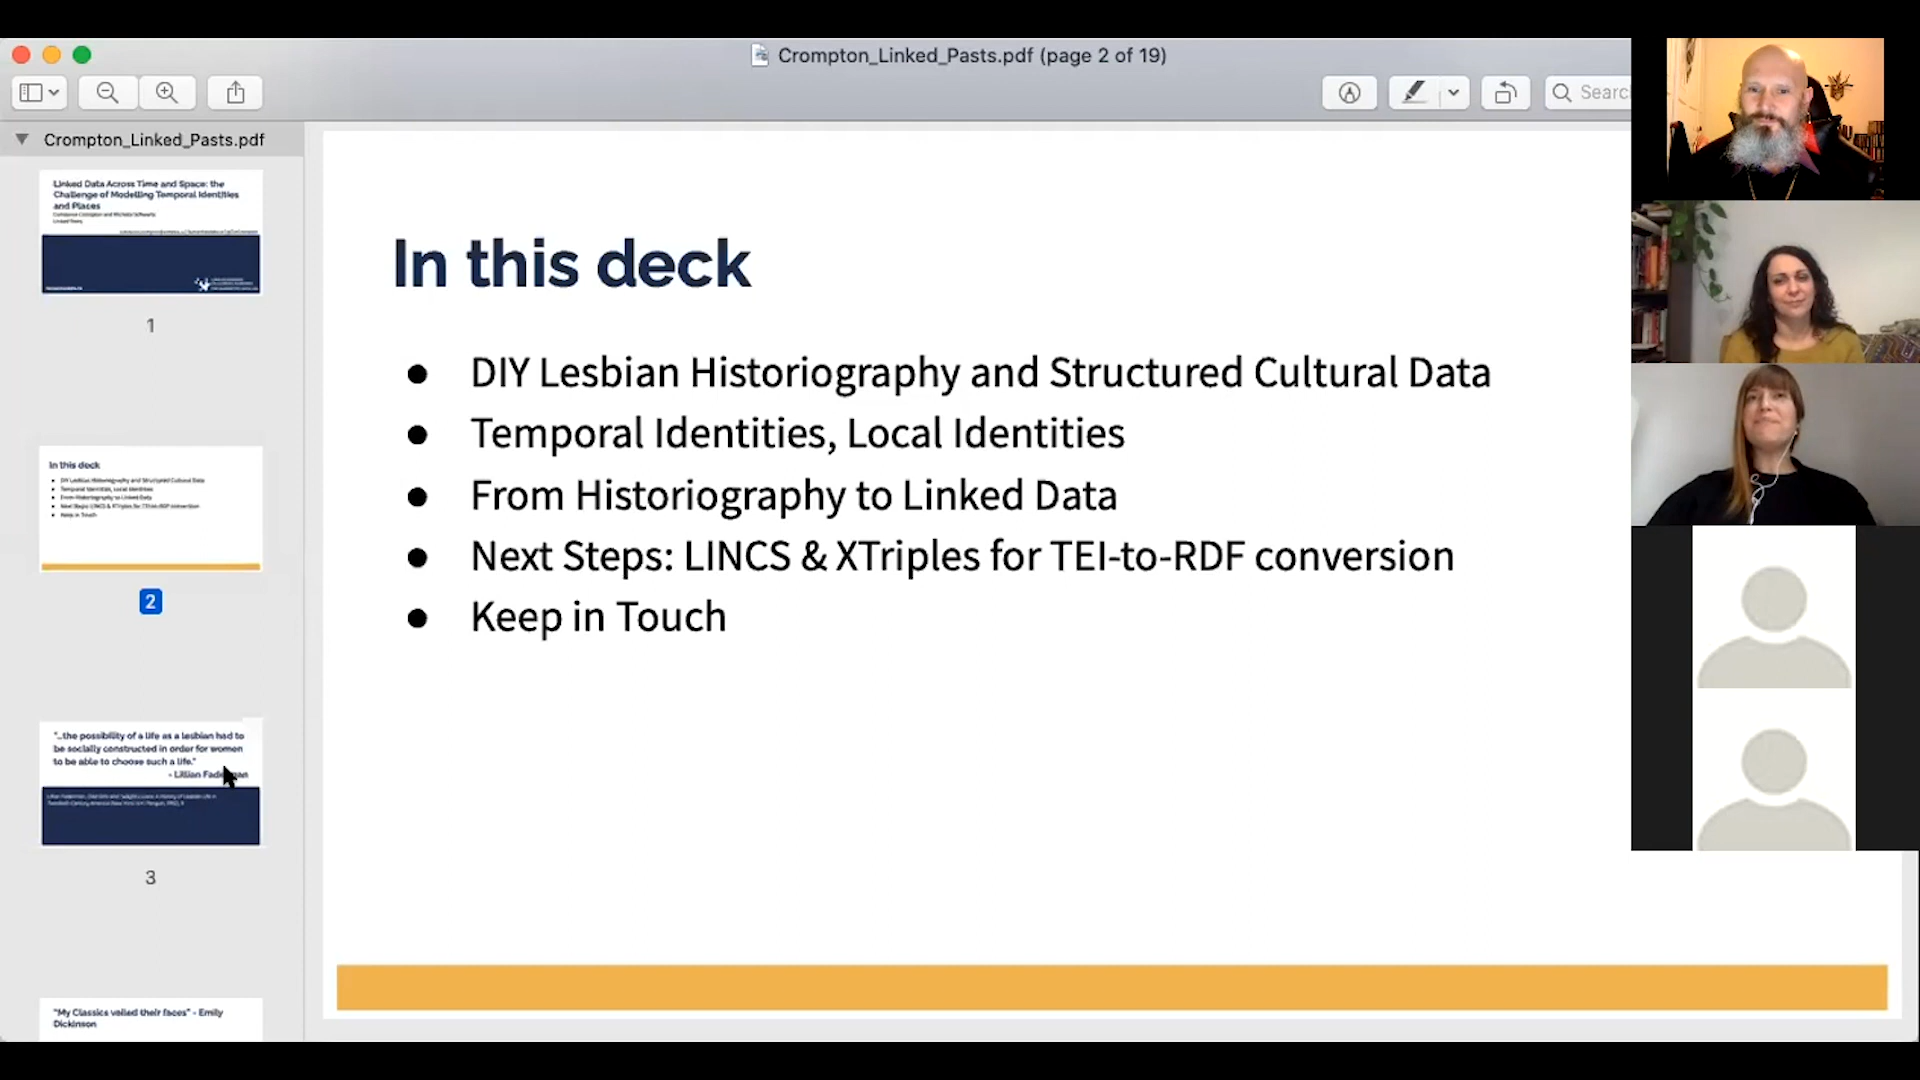 Crompton_Linked_Pasts.pdf (page 2 of 19)
Searc
Crompton_Linked_Pasts.pdf
Linked Data Across Time and Space: the
Challenge of Modelling Temporal Identities
and Places
1
In this deck
DIY Lesbian Historiography and Structured Cultural Data
Temporal Identities, Local Identities
From Historiography to Linked Data
Next Steps: LINCS & XTriples for TEI-to-RDF conversion
Keep in Touch
2
"...the possibility of a life as a lesbian had to
be socially constructed in order for women
to be able to choose such a life."
- Lillian
3
"My Classics veiled their faces" - Emily
Dickinson
In this deck
● DIY Lesbian Historiography and Structured Cultural Data
● Temporal Identities, Local Identities
● From Historiography to Linked Data
● Next Steps: LINCS & XTriples for TEI-to-RDF conversion
● Keep in Touch